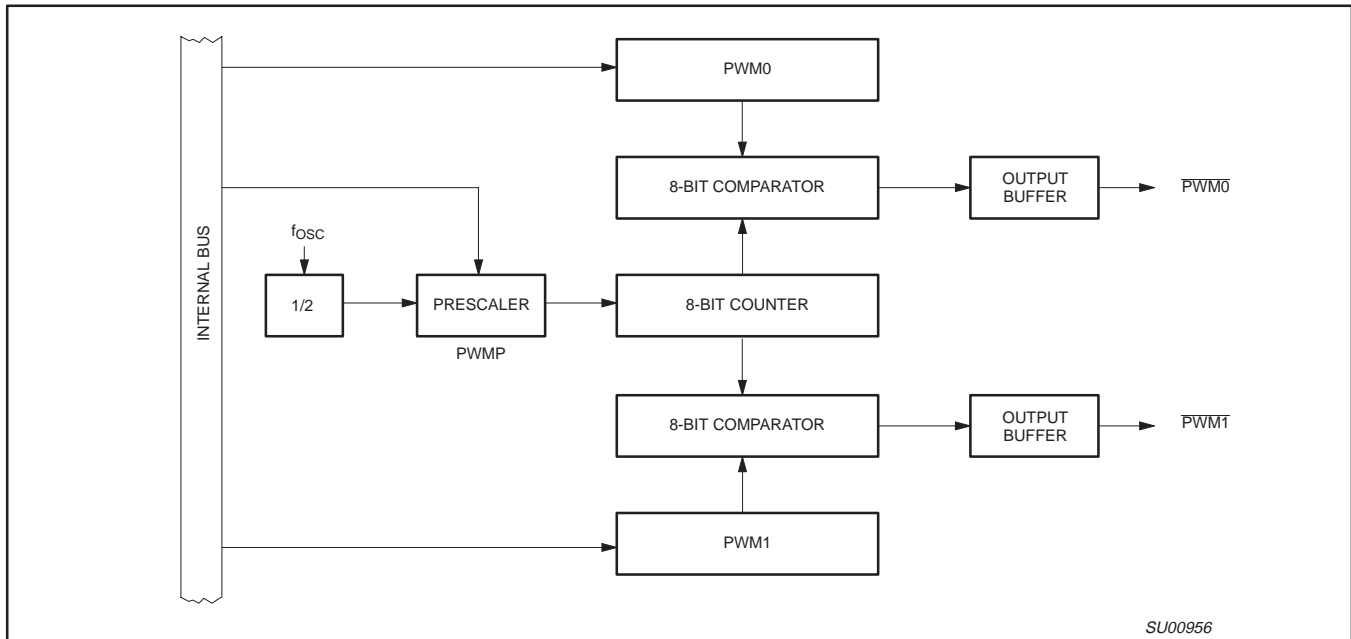 PWM0
8-BIT COMPARATOR
OUTPUT
BUFFER
PWM0
INTERNAL BUS
fOSC
1/2
PRESCALER
PWMP
8-BIT COUNTER
8-BIT COMPARATOR
OUTPUT
BUFFER
PWM1
PWM1
SU00956